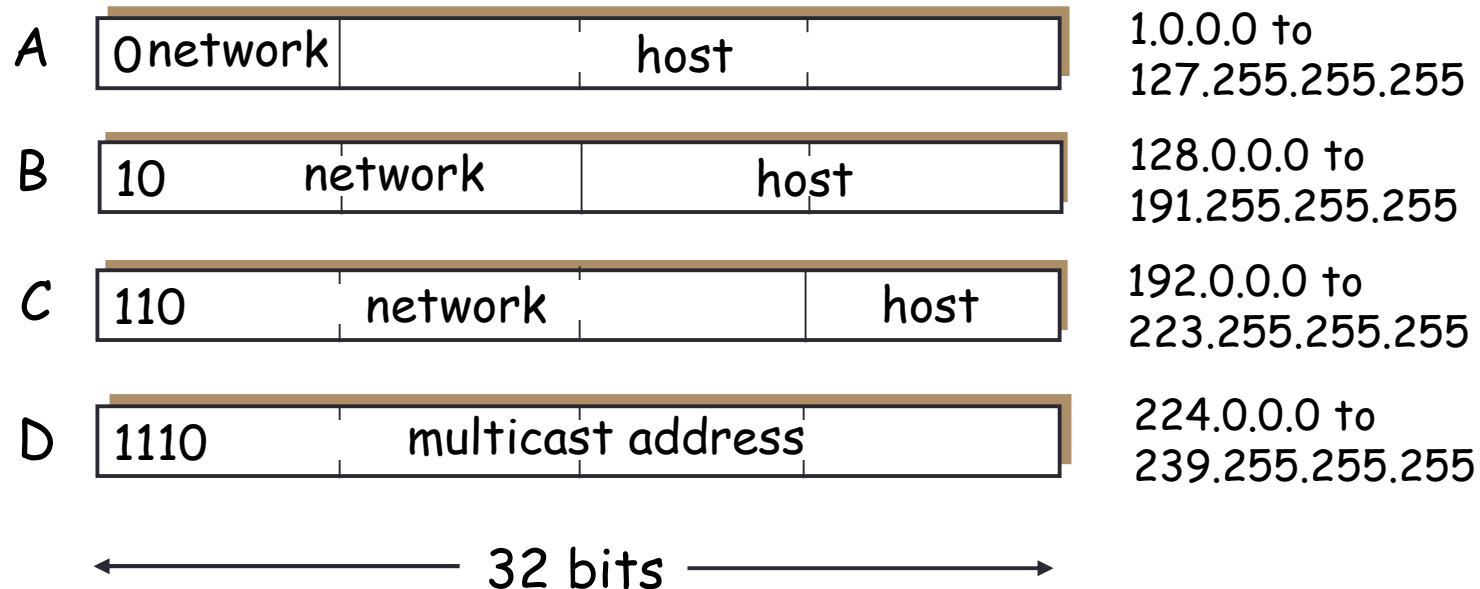 A 0network host 1.0.0.0 to
127.255.255.255
B 10 network host 128.0.0.0 to
191.255.255.255
C 110 network host 192.0.0.0 to
223.255.255.255
D 1110 multicast address 224.0.0.0 to
239.255.255.255
32 bits